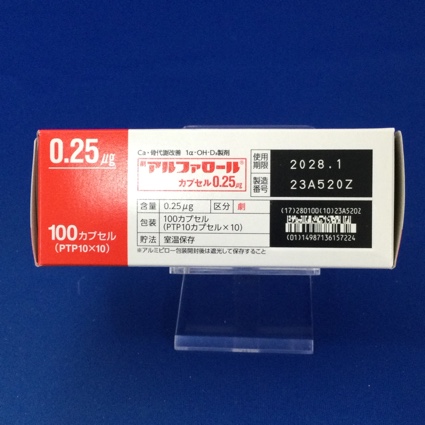 0.25μg
100カプセル
(PTP10×10)
Ca・骨代謝改善 1α-OH-D₃製剤
劇 アルファロール®
カプセル0.25μg
使用期限 2028.1
製造番号 23A520Z
含量 0.25μg 区分 劇
包装 100カプセル
(PTP10カプセル×10)
貯法 室温保存
※アルミピロー包装開封後は遮光して保存すること
(17)280100(10)23A520Z
(01)14987136157224